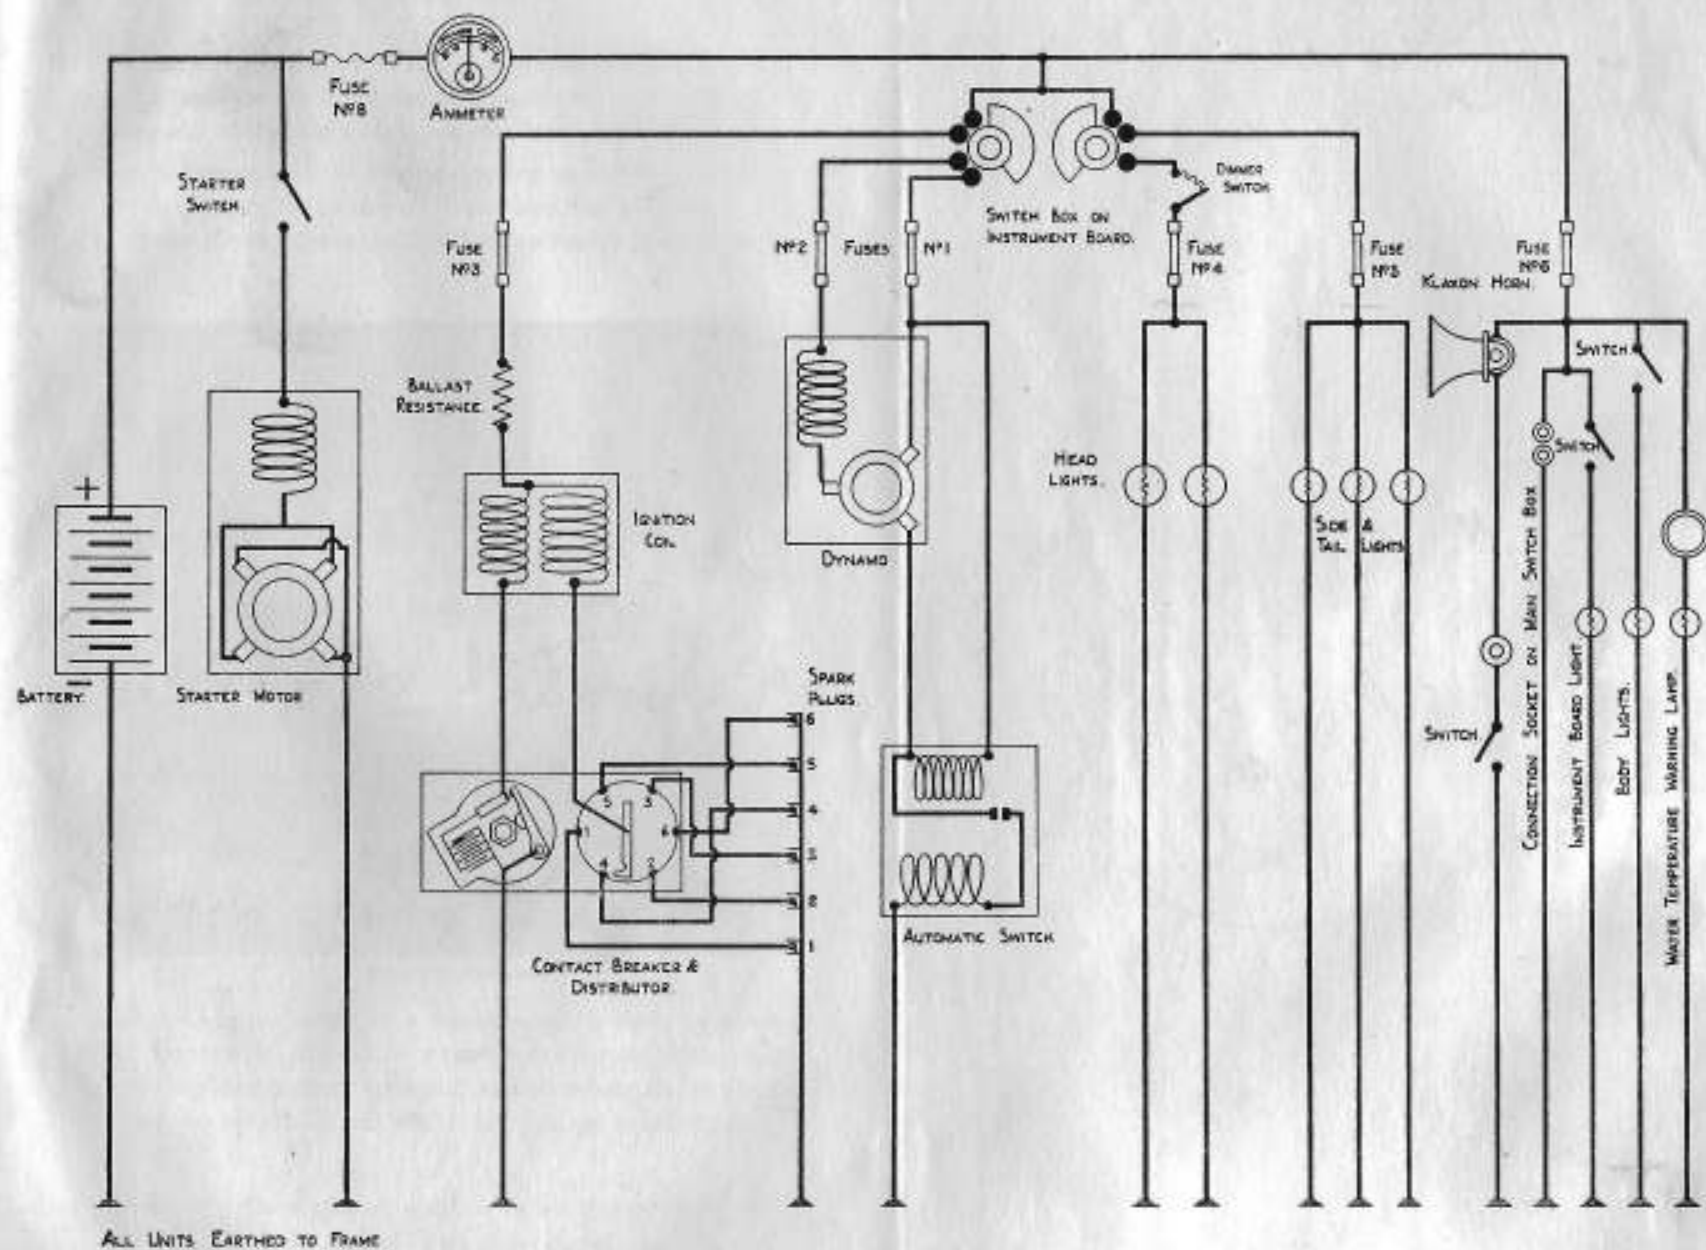 FUSE
Nº8
AMMETER
STARTER
SWITCH.
DIMMER
SWITCH
SWITCH BOX ON
INSTRUMENT BOARD.
FUSE
Nº3
Nº2
FUSES
Nº1
FUSE
Nº4
FUSE
Nº5
FUSE
Nº6
KLAXON HORN.
SWITCH
BALLAST
RESISTANCE.
SWITCH
HEAD
LIGHTS.
+
IGNITION
COIL
SIDE &
TAIL LIGHTS
DYNAMO
BATTERY.
–
STARTER MOTOR
SPARK
PLUGS.
6
5
4
3
2
1
5
3
1
6
4
2
SWITCH
CONNECTION SOCKET ON MAIN SWITCH BOX
INSTRUMENT BOARD LIGHT
BODY LIGHTS.
WATER TEMPERATURE WARNING LAMP.
AUTOMATIC SWITCH
CONTACT BREAKER &
DISTRIBUTOR.
ALL UNITS EARTHED TO FRAME